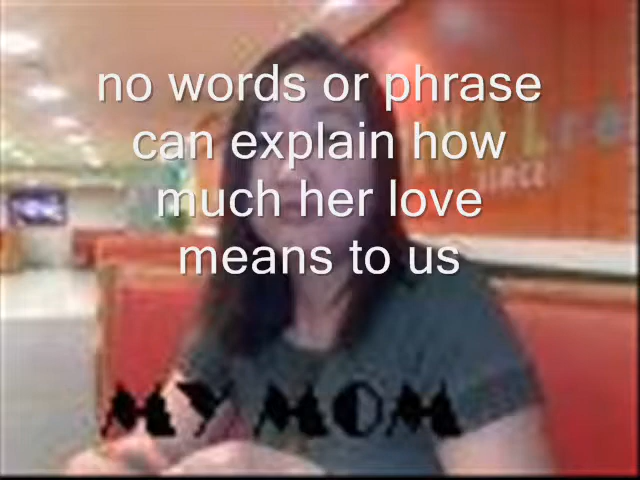 no words or phrase
can explain how
much her love
means to us
MY MOM